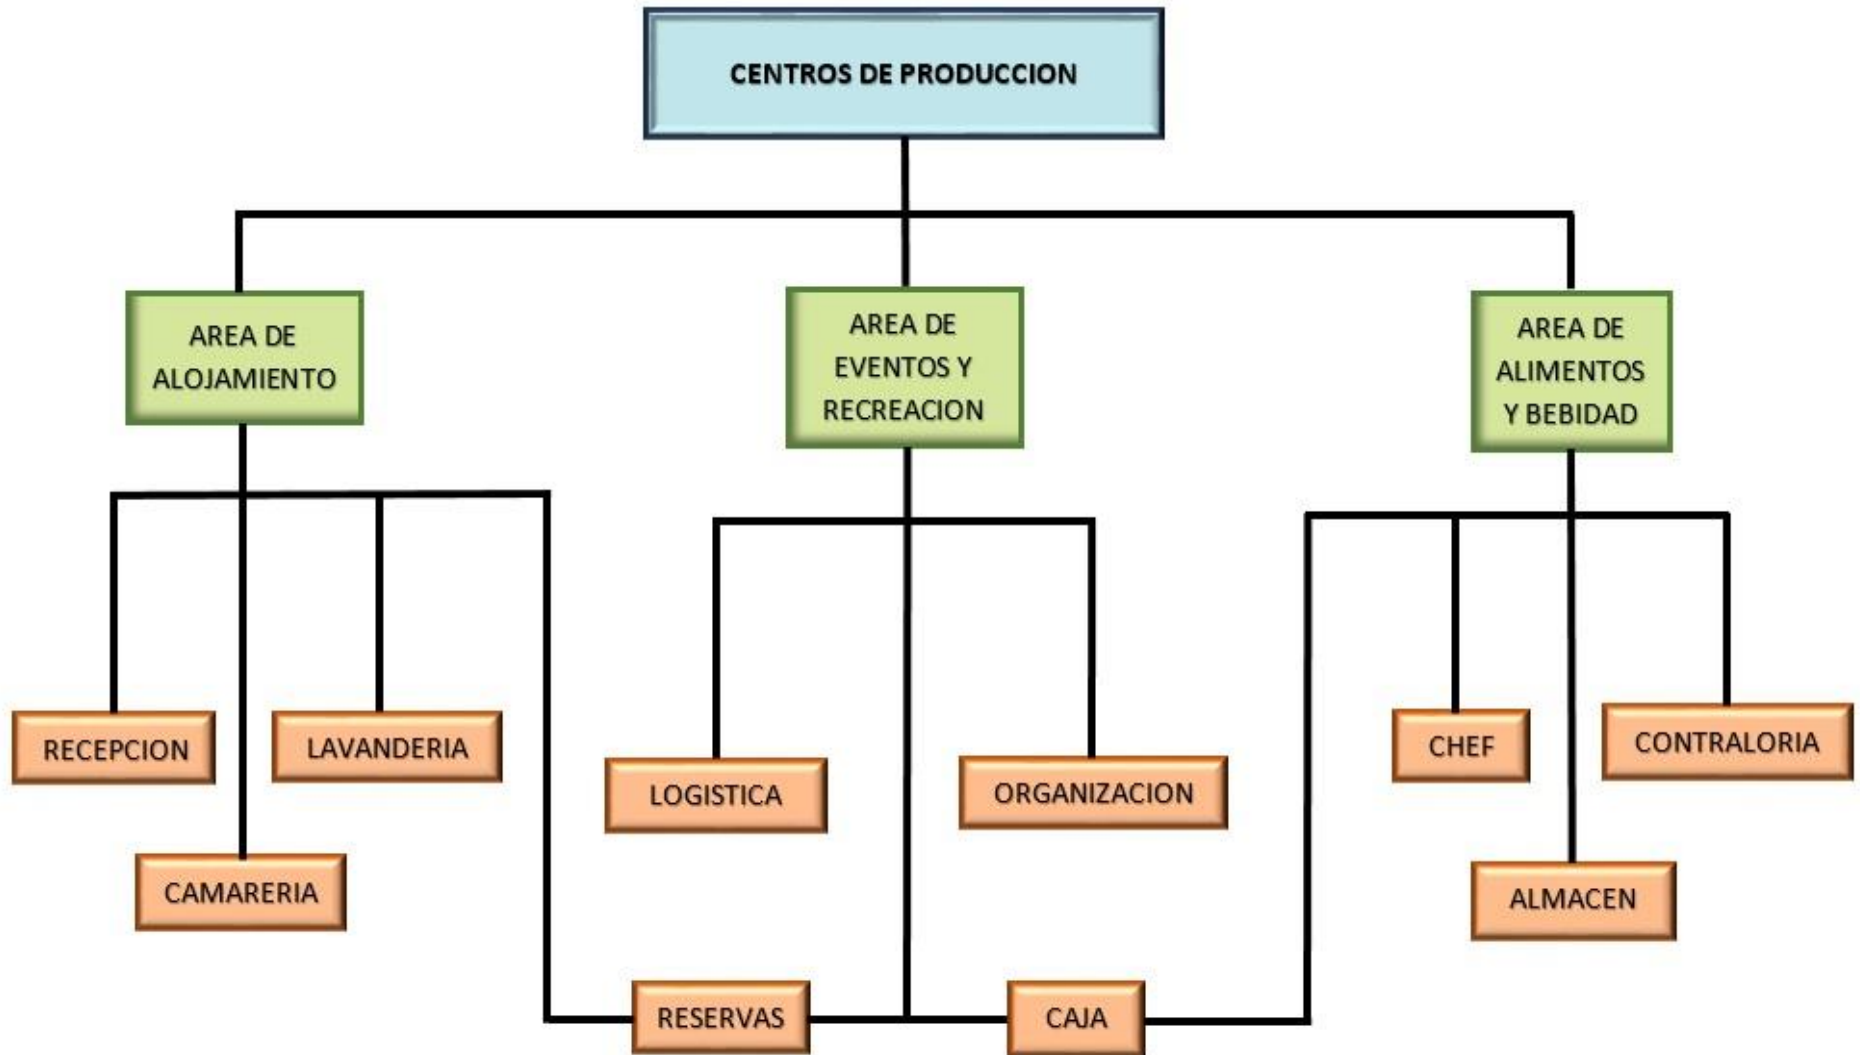 CENTROS DE PRODUCCION
AREA DE
ALOJAMIENTO
AREA DE
EVENTOS Y
RECREACION
AREA DE
ALIMENTOS
Y BEBIDAD
RECEPCION
LAVANDERIA
CAMARERIA
LOGISTICA
ORGANIZACION
CHEF
CONTRALORIA
ALMACEN
RESERVAS
CAJA